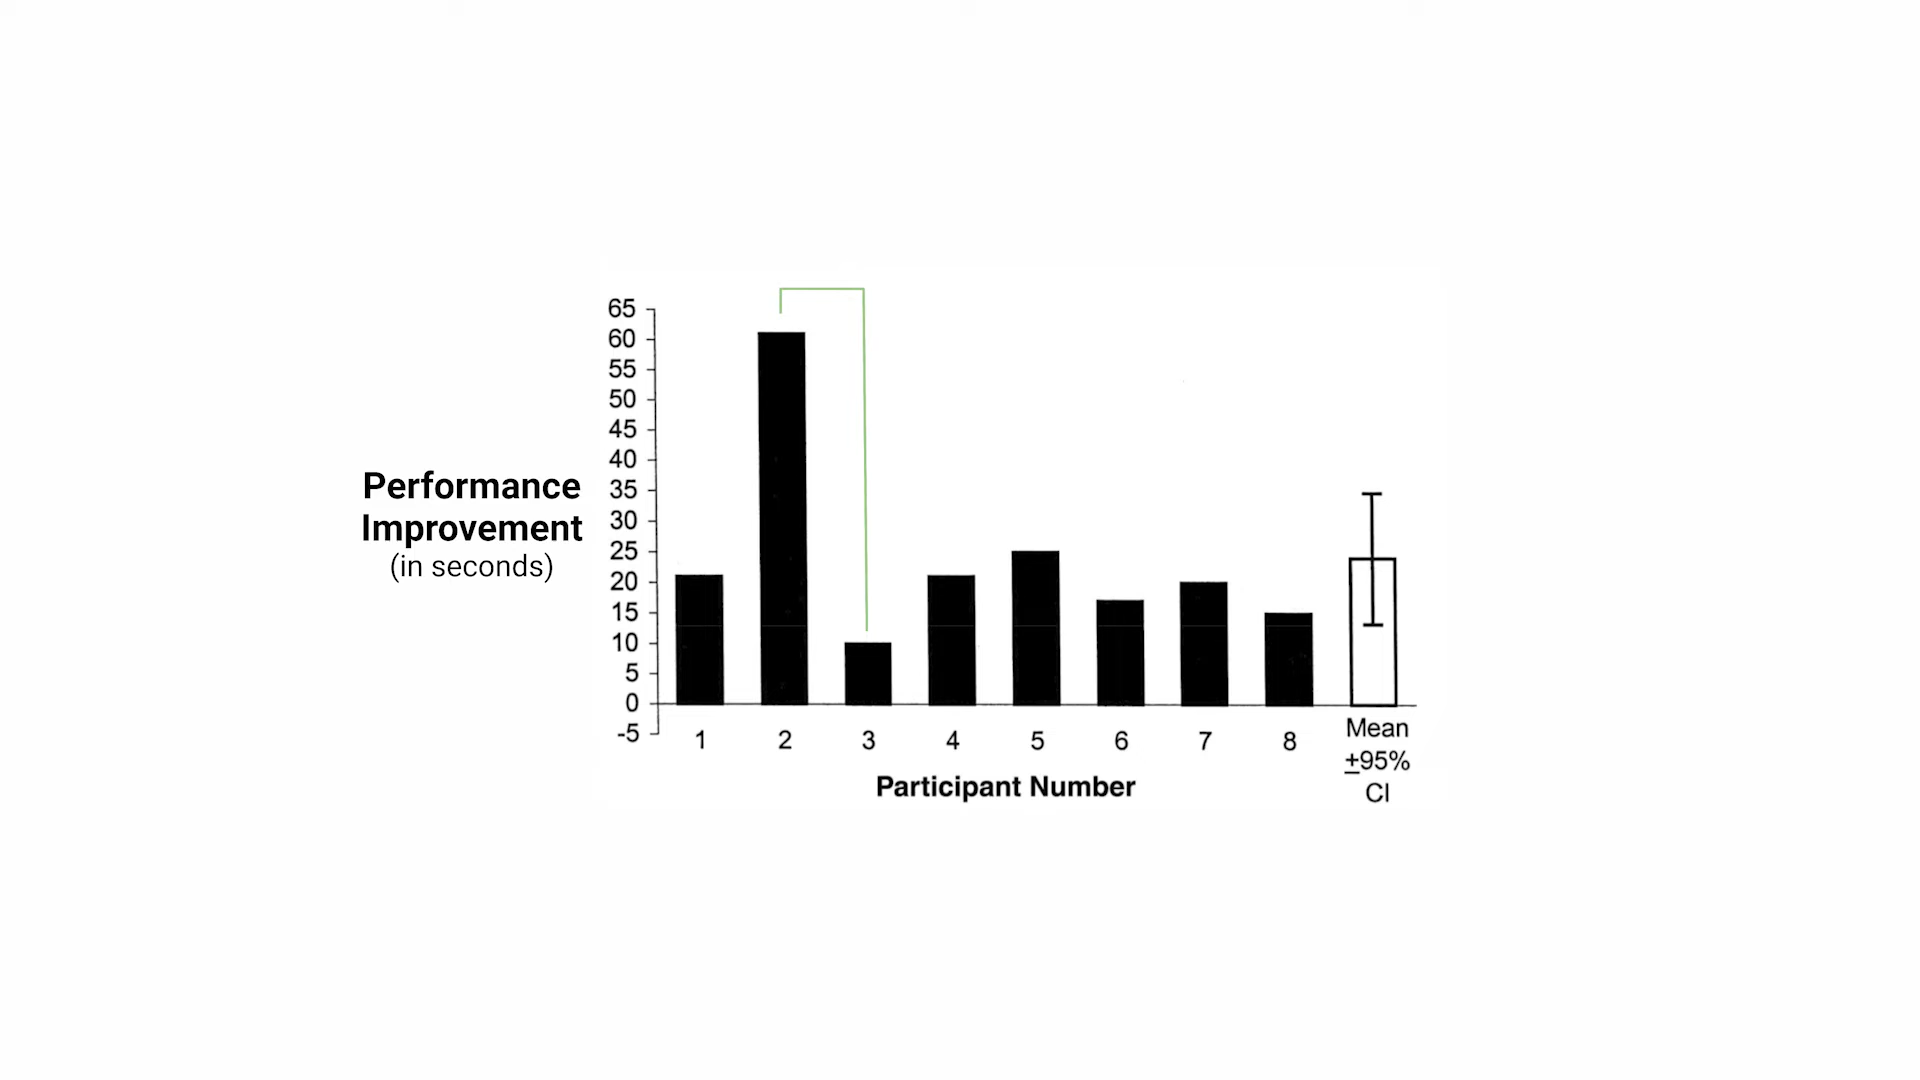 Performance
Improvement
(in seconds)
65
60
55
50
45
40
35
30
25
20
15
10
5
0
-5
1 2 3 4 5 6 7 8
Mean
±95%
CI
Participant Number